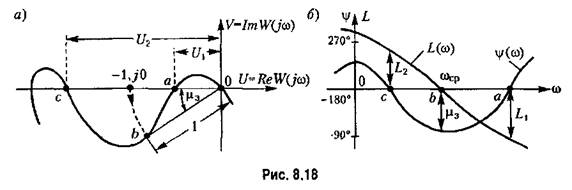 а)
U₂
U₁
V=ImW(jω)
−1, j0
a
0
U=ReW(jω)
c
μ₃
b
1
б)
ψ
L
270°
L(ω)
ψ(ω)
L₂
ωср
0
−180°
c
b
a
ω
μ₃
L₁
−90°
Рис. 8.18